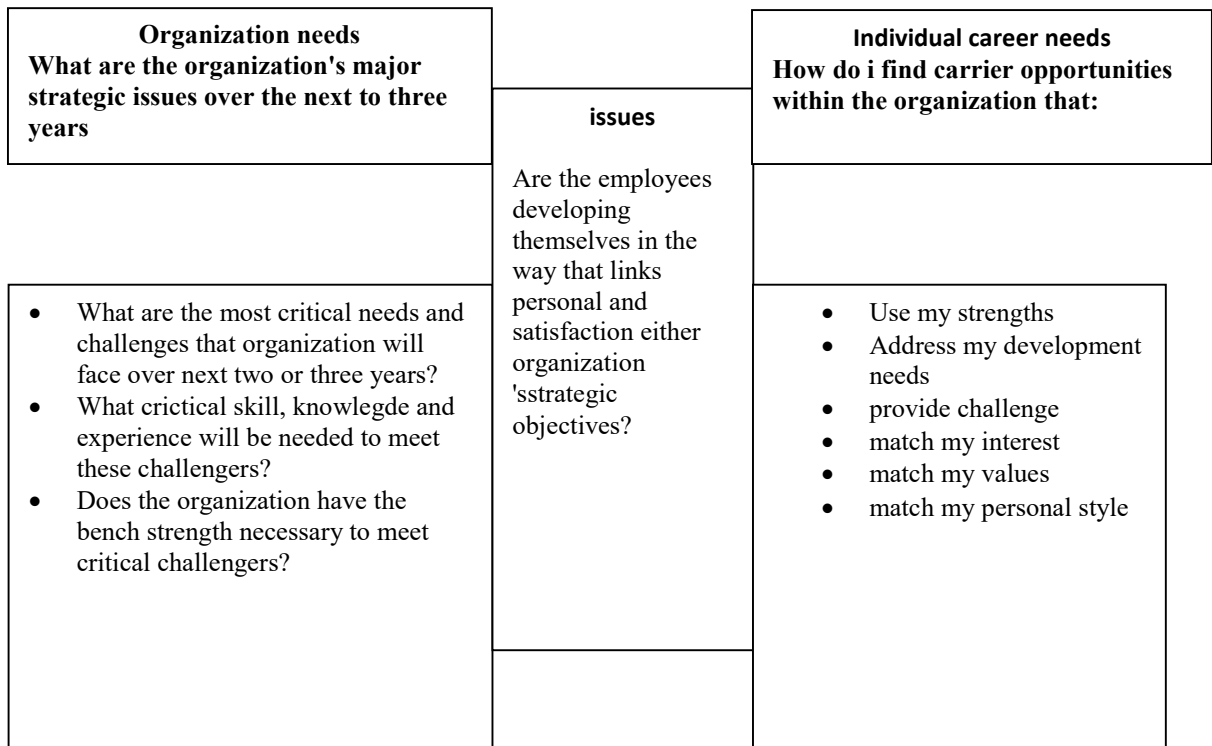 Organization needs
What are the organization's major
strategic issues over the next to three
years
issues
Are the employees
developing
themselves in the
way that links
personal and
satisfaction either
organization
'sstrategic
objectives?
Individual career needs
How do i find carrier opportunities
within the organization that:
• What are the most critical needs and
challenges that organization will
face over next two or three years?
• What crictical skill, knowlegde and
experience will be needed to meet
these challengers?
• Does the organization have the
bench strength necessary to meet
critical challengers?
• Use my strengths
• Address my development
needs
• provide challenge
• match my interest
• match my values
• match my personal style